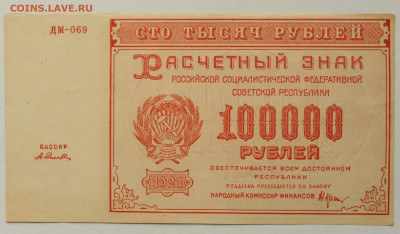 СОИНS.LAVE.RU
ДМ-069
СТО ТЫСЯЧ РУБЛЕЙ
РАСЧЕТНЫЙ ЗНАК
РОССИЙСКОЙ СОЦИАЛИСТИЧЕСКОЙ ФЕДЕРАТИВНОЙ
СОВЕТСКОЙ РЕСПУБЛИКИ
100000
РУБЛЕЙ
ОБЕСПЕЧИВАЕТСЯ ВСЕМ ДОСТОЯНИЕМ
РЕСПУБЛИКИ
ПОДДЕЛКА ПРЕСЛЕДУЕТСЯ ПО ЗАКОНУ
НАРОДНЫЙ КОМИССАР ФИНАНСОВ
КАССИР
1921